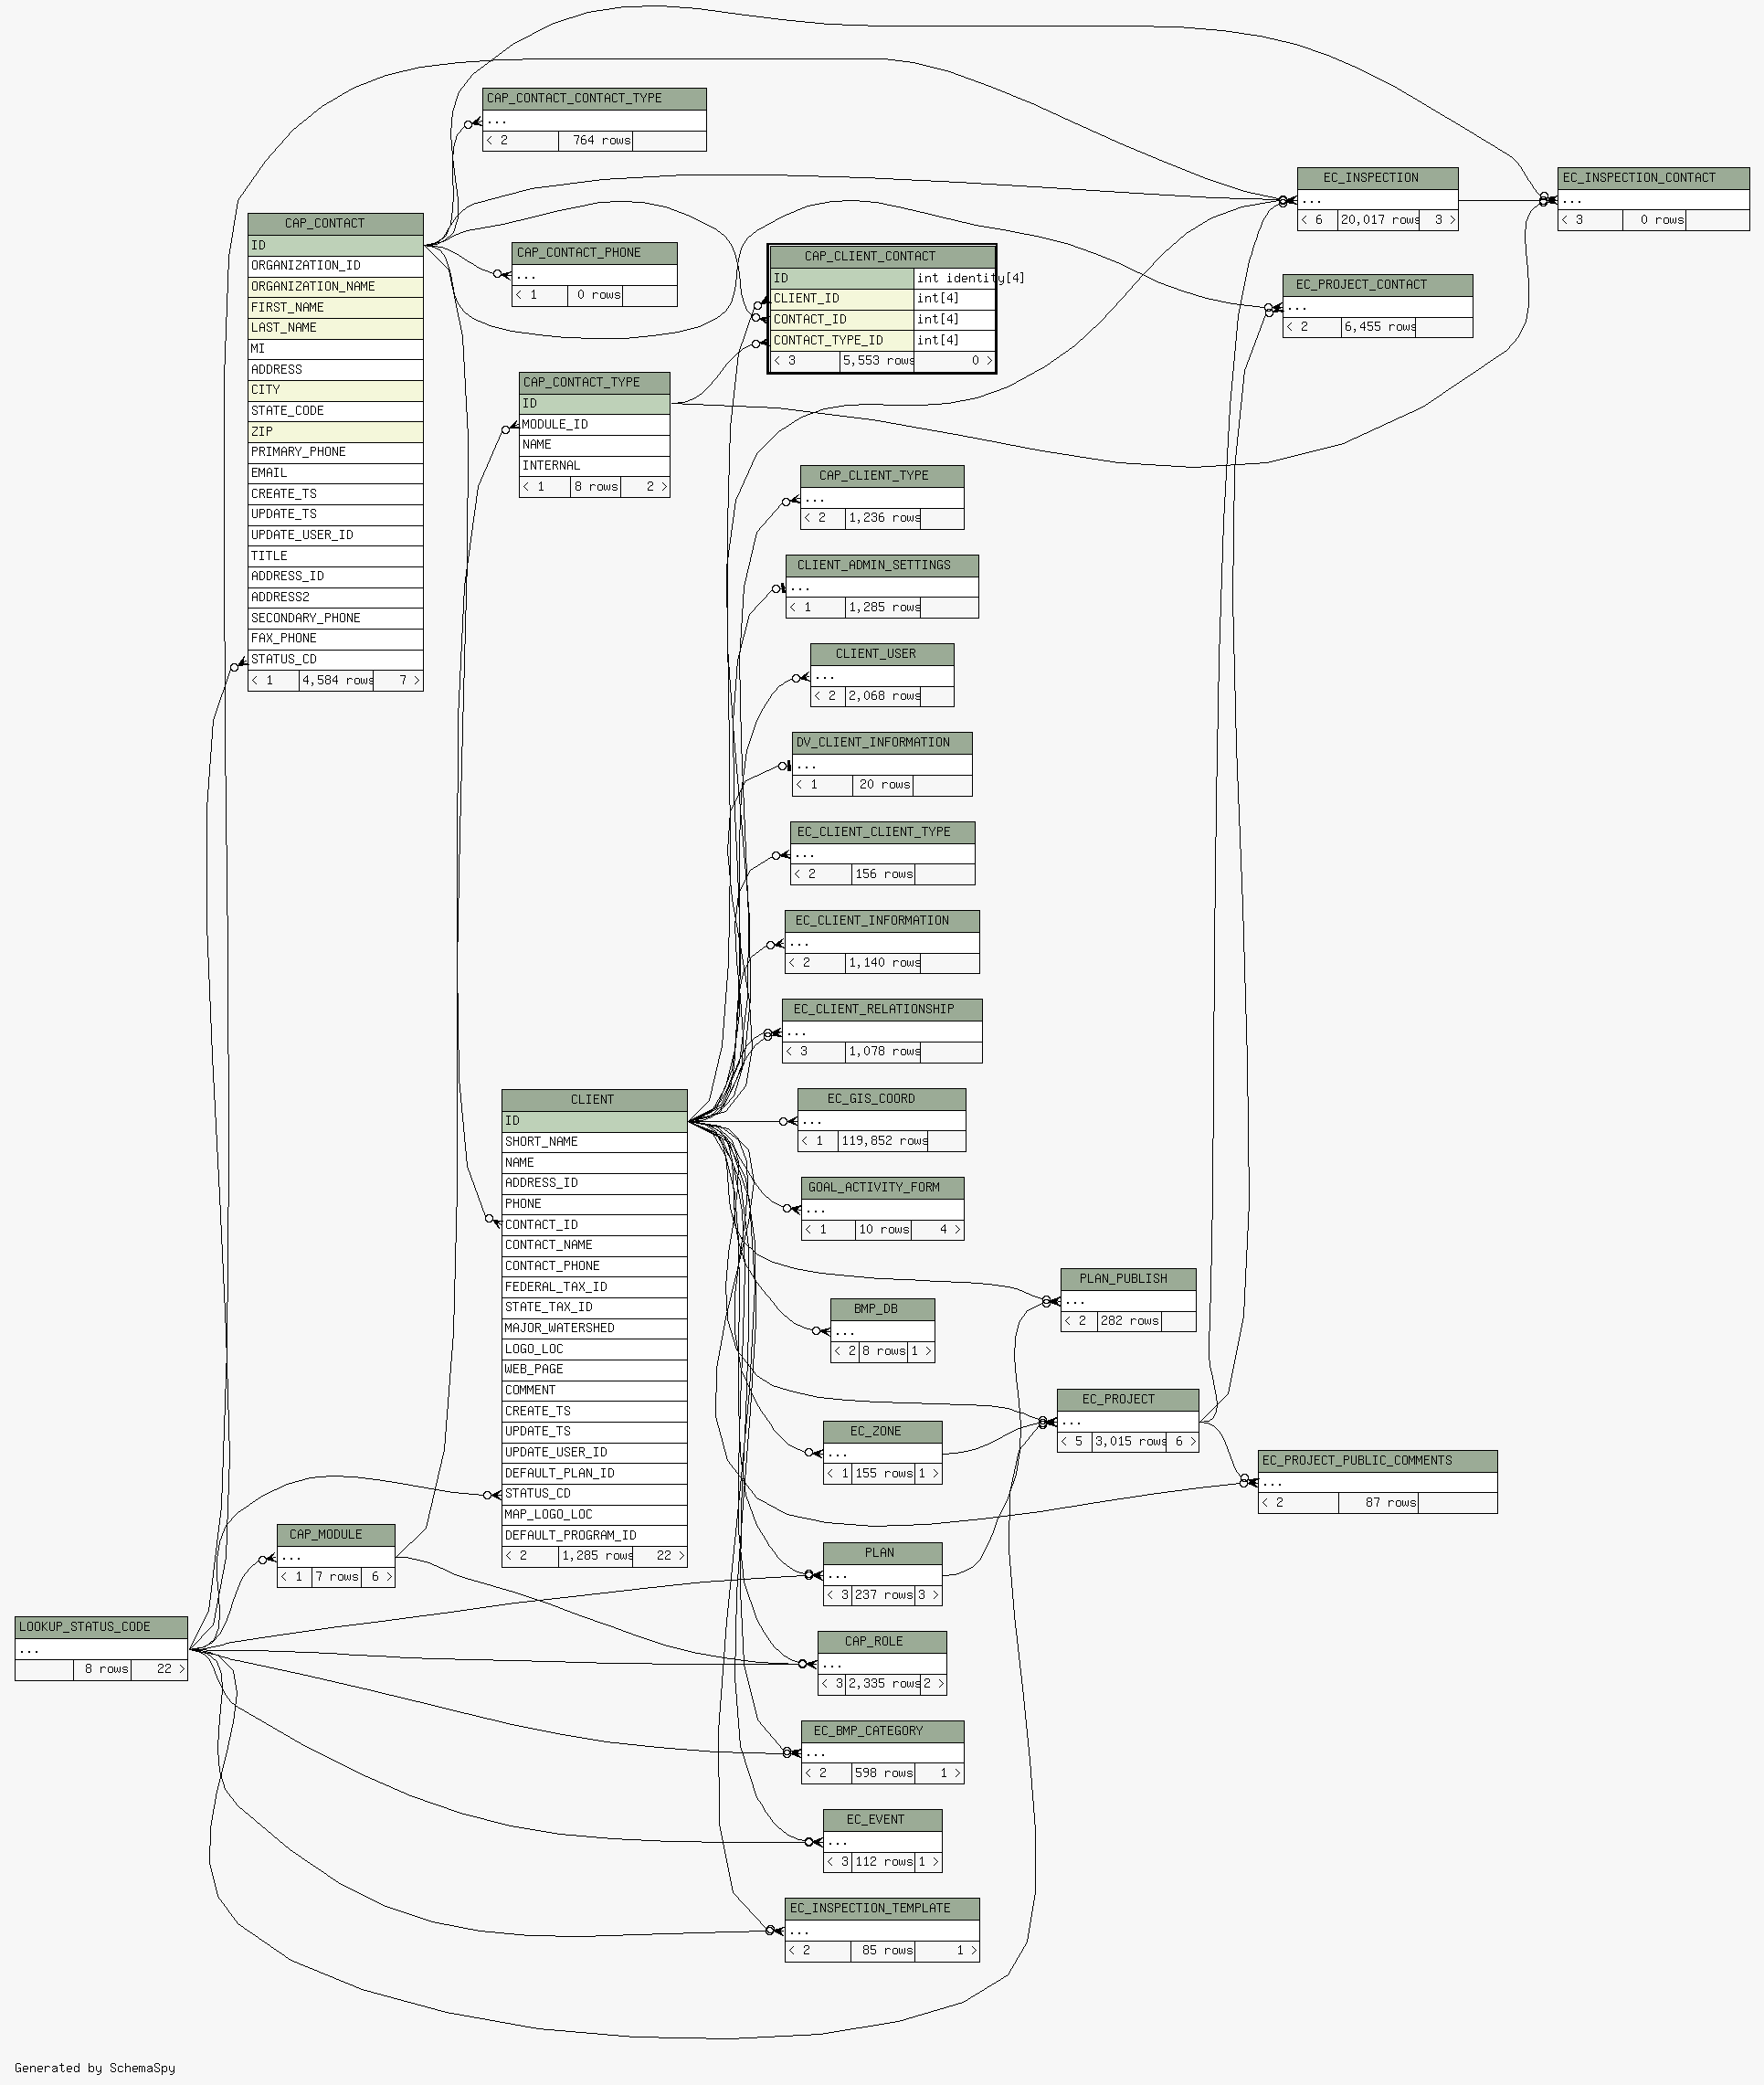 CAP_CONTACT_CONTACT_TYPE
...
< 2 764 rows
EC_INSPECTION
...
< 6 20,017 rows 3 >
EC_INSPECTION_CONTACT
...
< 3 0 rows
CAP_CONTACT
ID
ORGANIZATION_ID
ORGANIZATION_NAME
FIRST_NAME
LAST_NAME
MI
ADDRESS
CITY
STATE_CODE
ZIP
PRIMARY_PHONE
EMAIL
CREATE_TS
UPDATE_TS
UPDATE_USER_ID
TITLE
ADDRESS_ID
ADDRESS2
SECONDARY_PHONE
FAX_PHONE
STATUS_CD
< 1 4,584 rows 7 >
CAP_CONTACT_PHONE
...
< 1 0 rows
CAP_CLIENT_CONTACT
ID int identity[4]
CLIENT_ID int[4]
CONTACT_ID int[4]
CONTACT_TYPE_ID int[4]
< 3 5,553 rows 0 >
EC_PROJECT_CONTACT
...
< 2 6,455 rows
CAP_CONTACT_TYPE
ID
MODULE_ID
NAME
INTERNAL
< 1 8 rows 2 >
CAP_CLIENT_TYPE
...
< 2 1,236 rows
CLIENT_ADMIN_SETTINGS
...
< 1 1,285 rows
CLIENT_USER
...
< 2 2,068 rows
DV_CLIENT_INFORMATION
...
< 1 20 rows
EC_CLIENT_CLIENT_TYPE
...
< 2 156 rows
EC_CLIENT_INFORMATION
...
< 2 1,140 rows
EC_CLIENT_RELATIONSHIP
...
< 3 1,078 rows
CLIENT
ID
SHORT_NAME
NAME
ADDRESS_ID
PHONE
CONTACT_ID
CONTACT_NAME
CONTACT_PHONE
FEDERAL_TAX_ID
STATE_TAX_ID
MAJOR_WATERSHED
LOGO_LOC
WEB_PAGE
COMMENT
CREATE_TS
UPDATE_TS
UPDATE_USER_ID
DEFAULT_PLAN_ID
STATUS_CD
MAP_LOGO_LOC
DEFAULT_PROGRAM_ID
< 2 1,285 rows 22 >
EC_GIS_COORD
...
< 1 119,852 rows
GOAL_ACTIVITY_FORM
...
< 1 10 rows 4 >
PLAN_PUBLISH
...
< 2 282 rows
BMP_DB
...
< 2 8 rows 1 >
EC_PROJECT
...
< 5 3,015 rows 6 >
EC_ZONE
...
< 1 155 rows 1 >
EC_PROJECT_PUBLIC_COMMENTS
...
< 2 87 rows
CAP_MODULE
...
< 1 7 rows 6 >
PLAN
...
< 3 237 rows 3 >
LOOKUP_STATUS_CODE
...
8 rows 22 >
CAP_ROLE
...
< 3 2,335 rows 2 >
EC_BMP_CATEGORY
...
< 2 598 rows 1 >
EC_EVENT
...
< 3 112 rows 1 >
EC_INSPECTION_TEMPLATE
...
< 2 85 rows 1 >
Generated by SchemaSpy